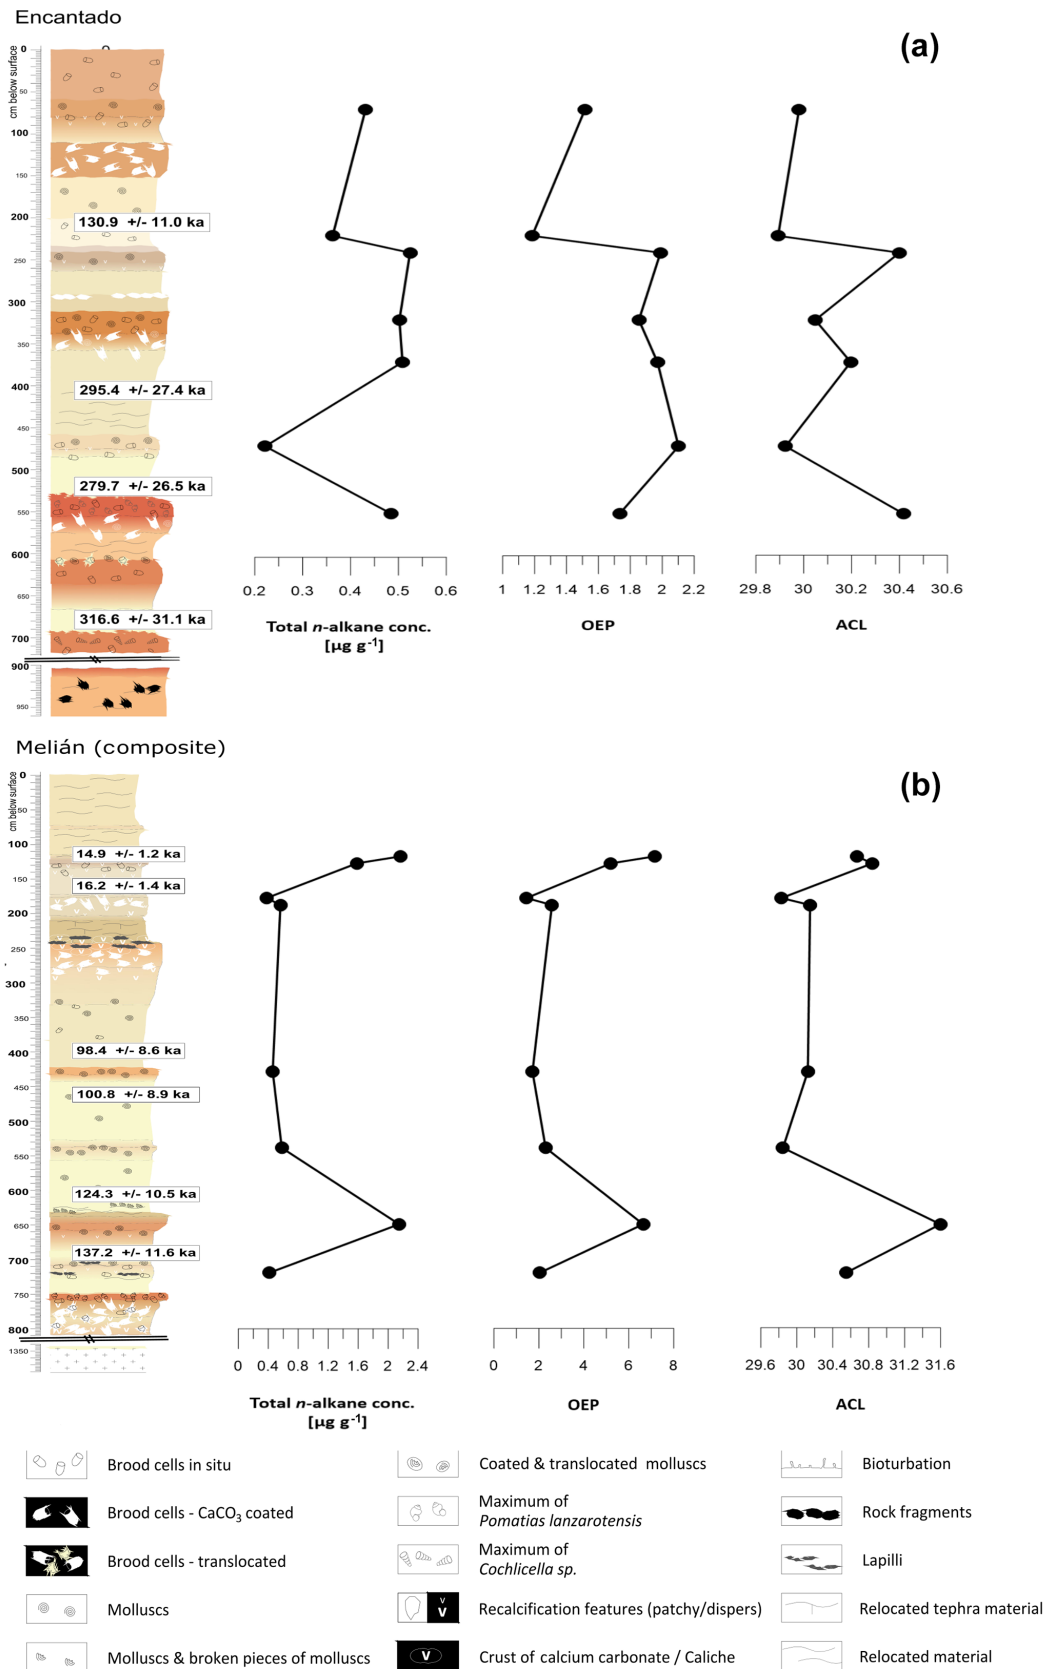 Encantado
(a)
cm below surface
0
50
100
150
200
250
300
350
400
450
500
550
600
650
700
900
950
130.9 +/- 11.0 ka
295.4 +/- 27.4 ka
279.7 +/- 26.5 ka
316.6 +/- 31.1 ka
0.2 0.3 0.4 0.5 0.6
Total n-alkane conc.
[µg g-1]
1 1.2 1.4 1.6 1.8 2 2.2
OEP
29.8 30 30.2 30.4 30.6
ACL
Melián (composite)
(b)
cm below surface
0
50
100
150
200
250
300
350
400
450
500
550
600
650
700
750
800
1350
14.9 +/- 1.2 ka
16.2 +/- 1.4 ka
98.4 +/- 8.6 ka
100.8 +/- 8.9 ka
124.3 +/- 10.5 ka
137.2 +/- 11.6 ka
0 0.4 0.8 1.2 1.6 2 2.4
Total n-alkane conc.
[µg g-1]
0 2 4 6 8
OEP
29.6 30 30.4 30.8 31.2 31.6
ACL
Brood cells in situ
Brood cells - CaCO3 coated
Brood cells - translocated
Molluscs
Molluscs & broken pieces of molluscs
Coated & translocated molluscs
Maximum of
Pomatias lanzarotensis
Maximum of
Cochlicella sp.
Recalcification features (patchy/dispers)
Crust of calcium carbonate / Caliche
Bioturbation
Rock fragments
Lapilli
Relocated tephra material
Relocated material